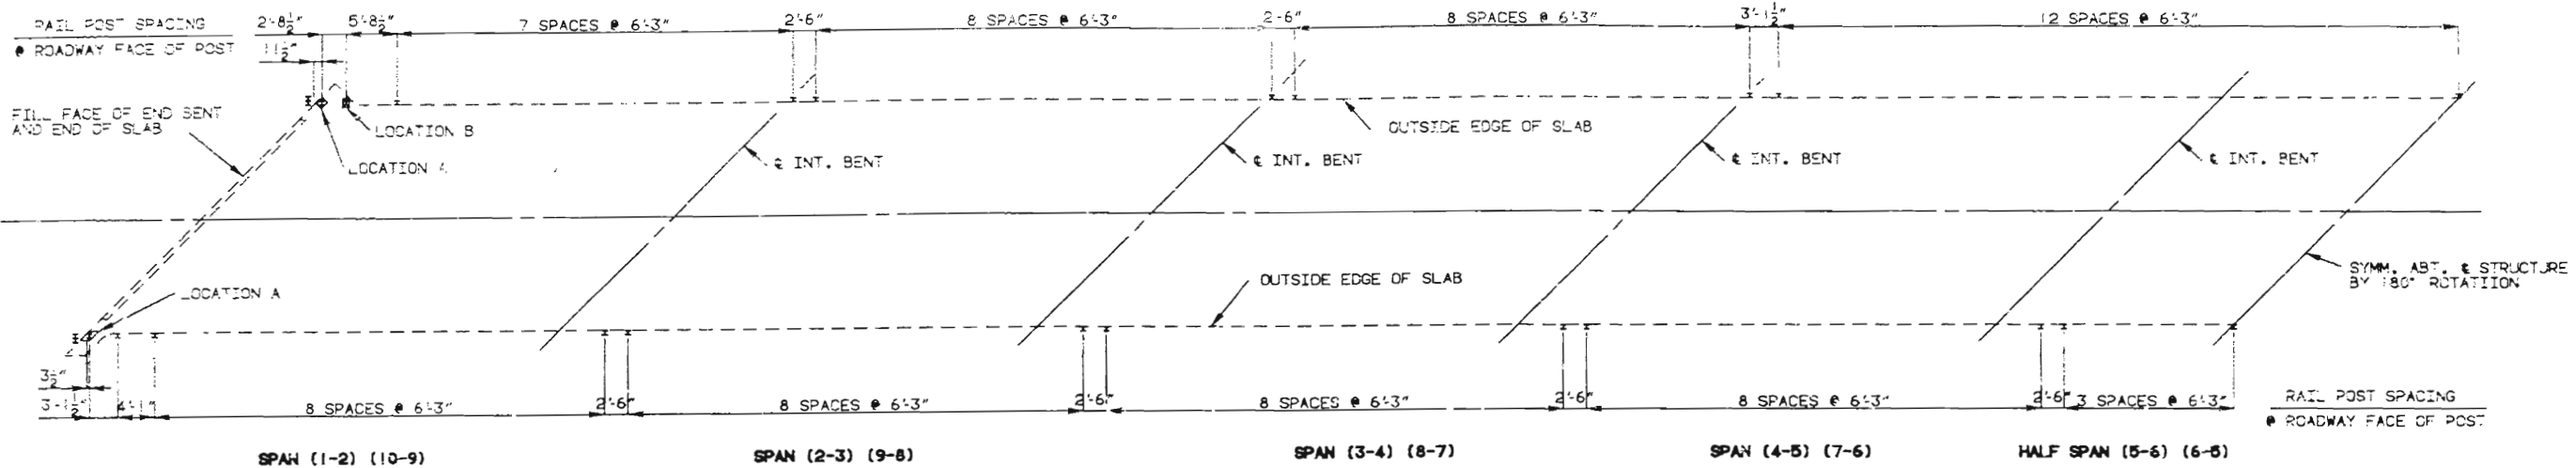 RAIL POST SPACING
@ ROADWAY FACE OF POST
2'-8½"
5'-8½"
7 SPACES @ 6'-3"
2'-6"
8 SPACES @ 6'-3"
2'-6"
8 SPACES @ 6'-3"
3'-1½"
12 SPACES @ 6'-3"
11½"
FILL FACE OF END BENT
AND END OF SLAB
LOCATION B
LOCATION A
OUTSIDE EDGE OF SLAB
℄ INT. BENT
℄ INT. BENT
℄ INT. BENT
℄ INT. BENT
LOCATION A
OUTSIDE EDGE OF SLAB
SYMM. ABT. ℄ STRUCTURE
BY 180° ROTATIION
3½"
3'-1½"
4'-1"
8 SPACES @ 6'-3"
2'-6"
8 SPACES @ 6'-3"
2'-6"
8 SPACES @ 6'-3"
2'-6"
8 SPACES @ 6'-3"
2'-6"
3 SPACES @ 6'-3"
RAIL POST SPACING
@ ROADWAY FACE OF POST
SPAN (1-2) (10-9)
SPAN (2-3) (9-8)
SPAN (3-4) (8-7)
SPAN (4-5) (7-6)
HALF SPAN (5-6) (6-5)